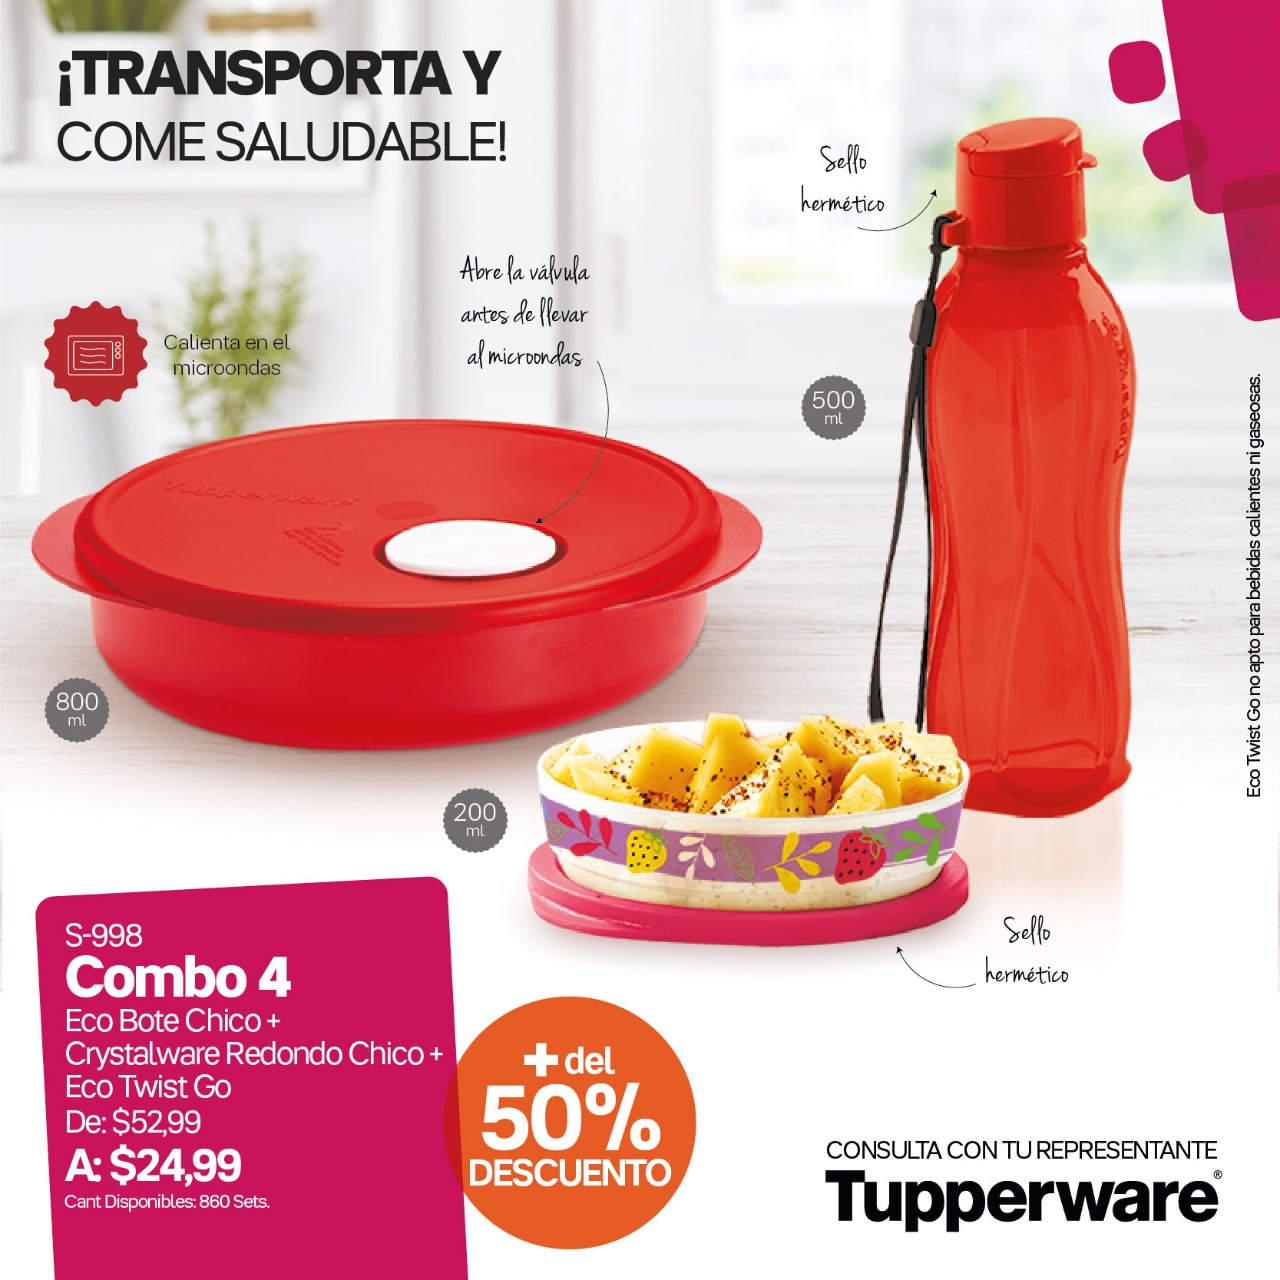 ¡TRANSPORTA Y
COME SALUDABLE!
Sello
hermético
Abre la válvula
antes de llevar
al microondas
Calienta en el
microondas
500
ml
Tupperware
Tupperware
800
ml
200
ml
Sello
hermético
Eco Twist Go no apto para bebidas calientes ni gaseosas.
S-998
Combo 4
Eco Bote Chico +
Crystalware Redondo Chico +
Eco Twist Go
De: $52,99
A: $24,99
Cant Disponibles: 860 Sets.
+ del
50%
DESCUENTO
CONSULTA CON TU REPRESENTANTE
Tupperware®